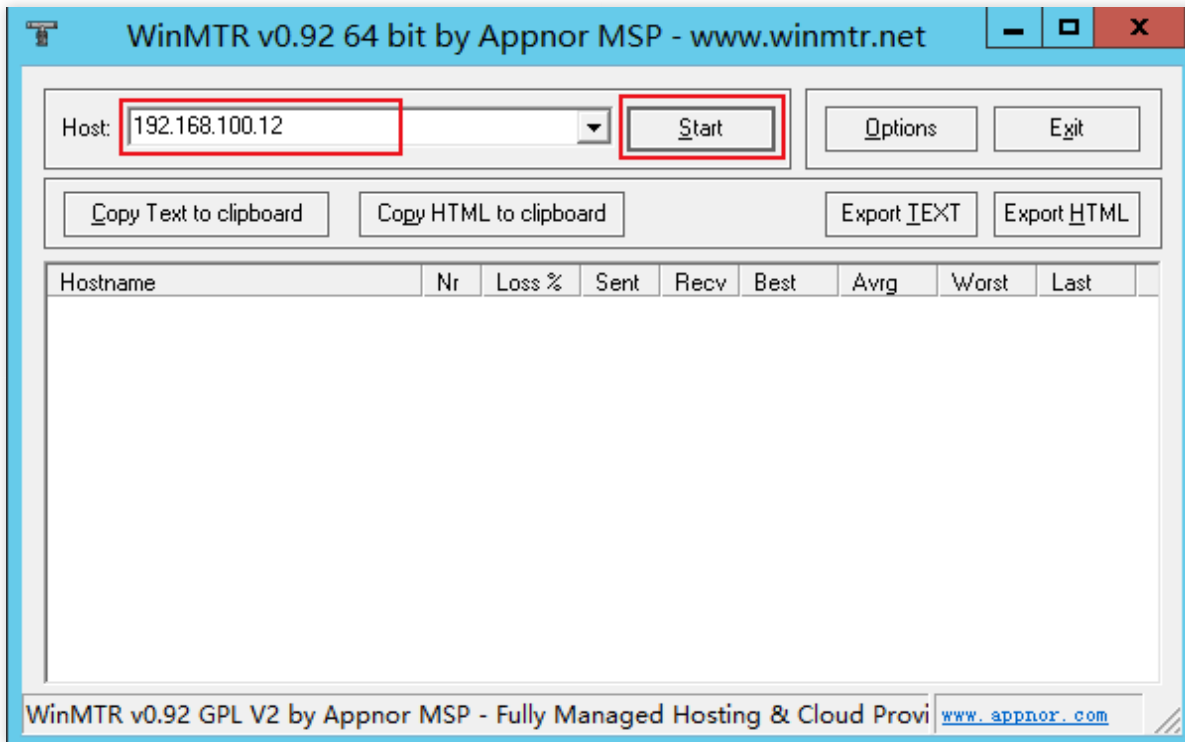 WinMTR v0.92 64 bit by Appnor MSP - www.winmtr.net
Host: 192.168.100.12 Start Options Exit
Copy Text to clipboard Copy HTML to clipboard Export TEXT Export HTML
Hostname Nr Loss % Sent Recv Best Avrg Worst Last
WinMTR v0.92 GPL V2 by Appnor MSP - Fully Managed Hosting & Cloud Provi www.appnor.com